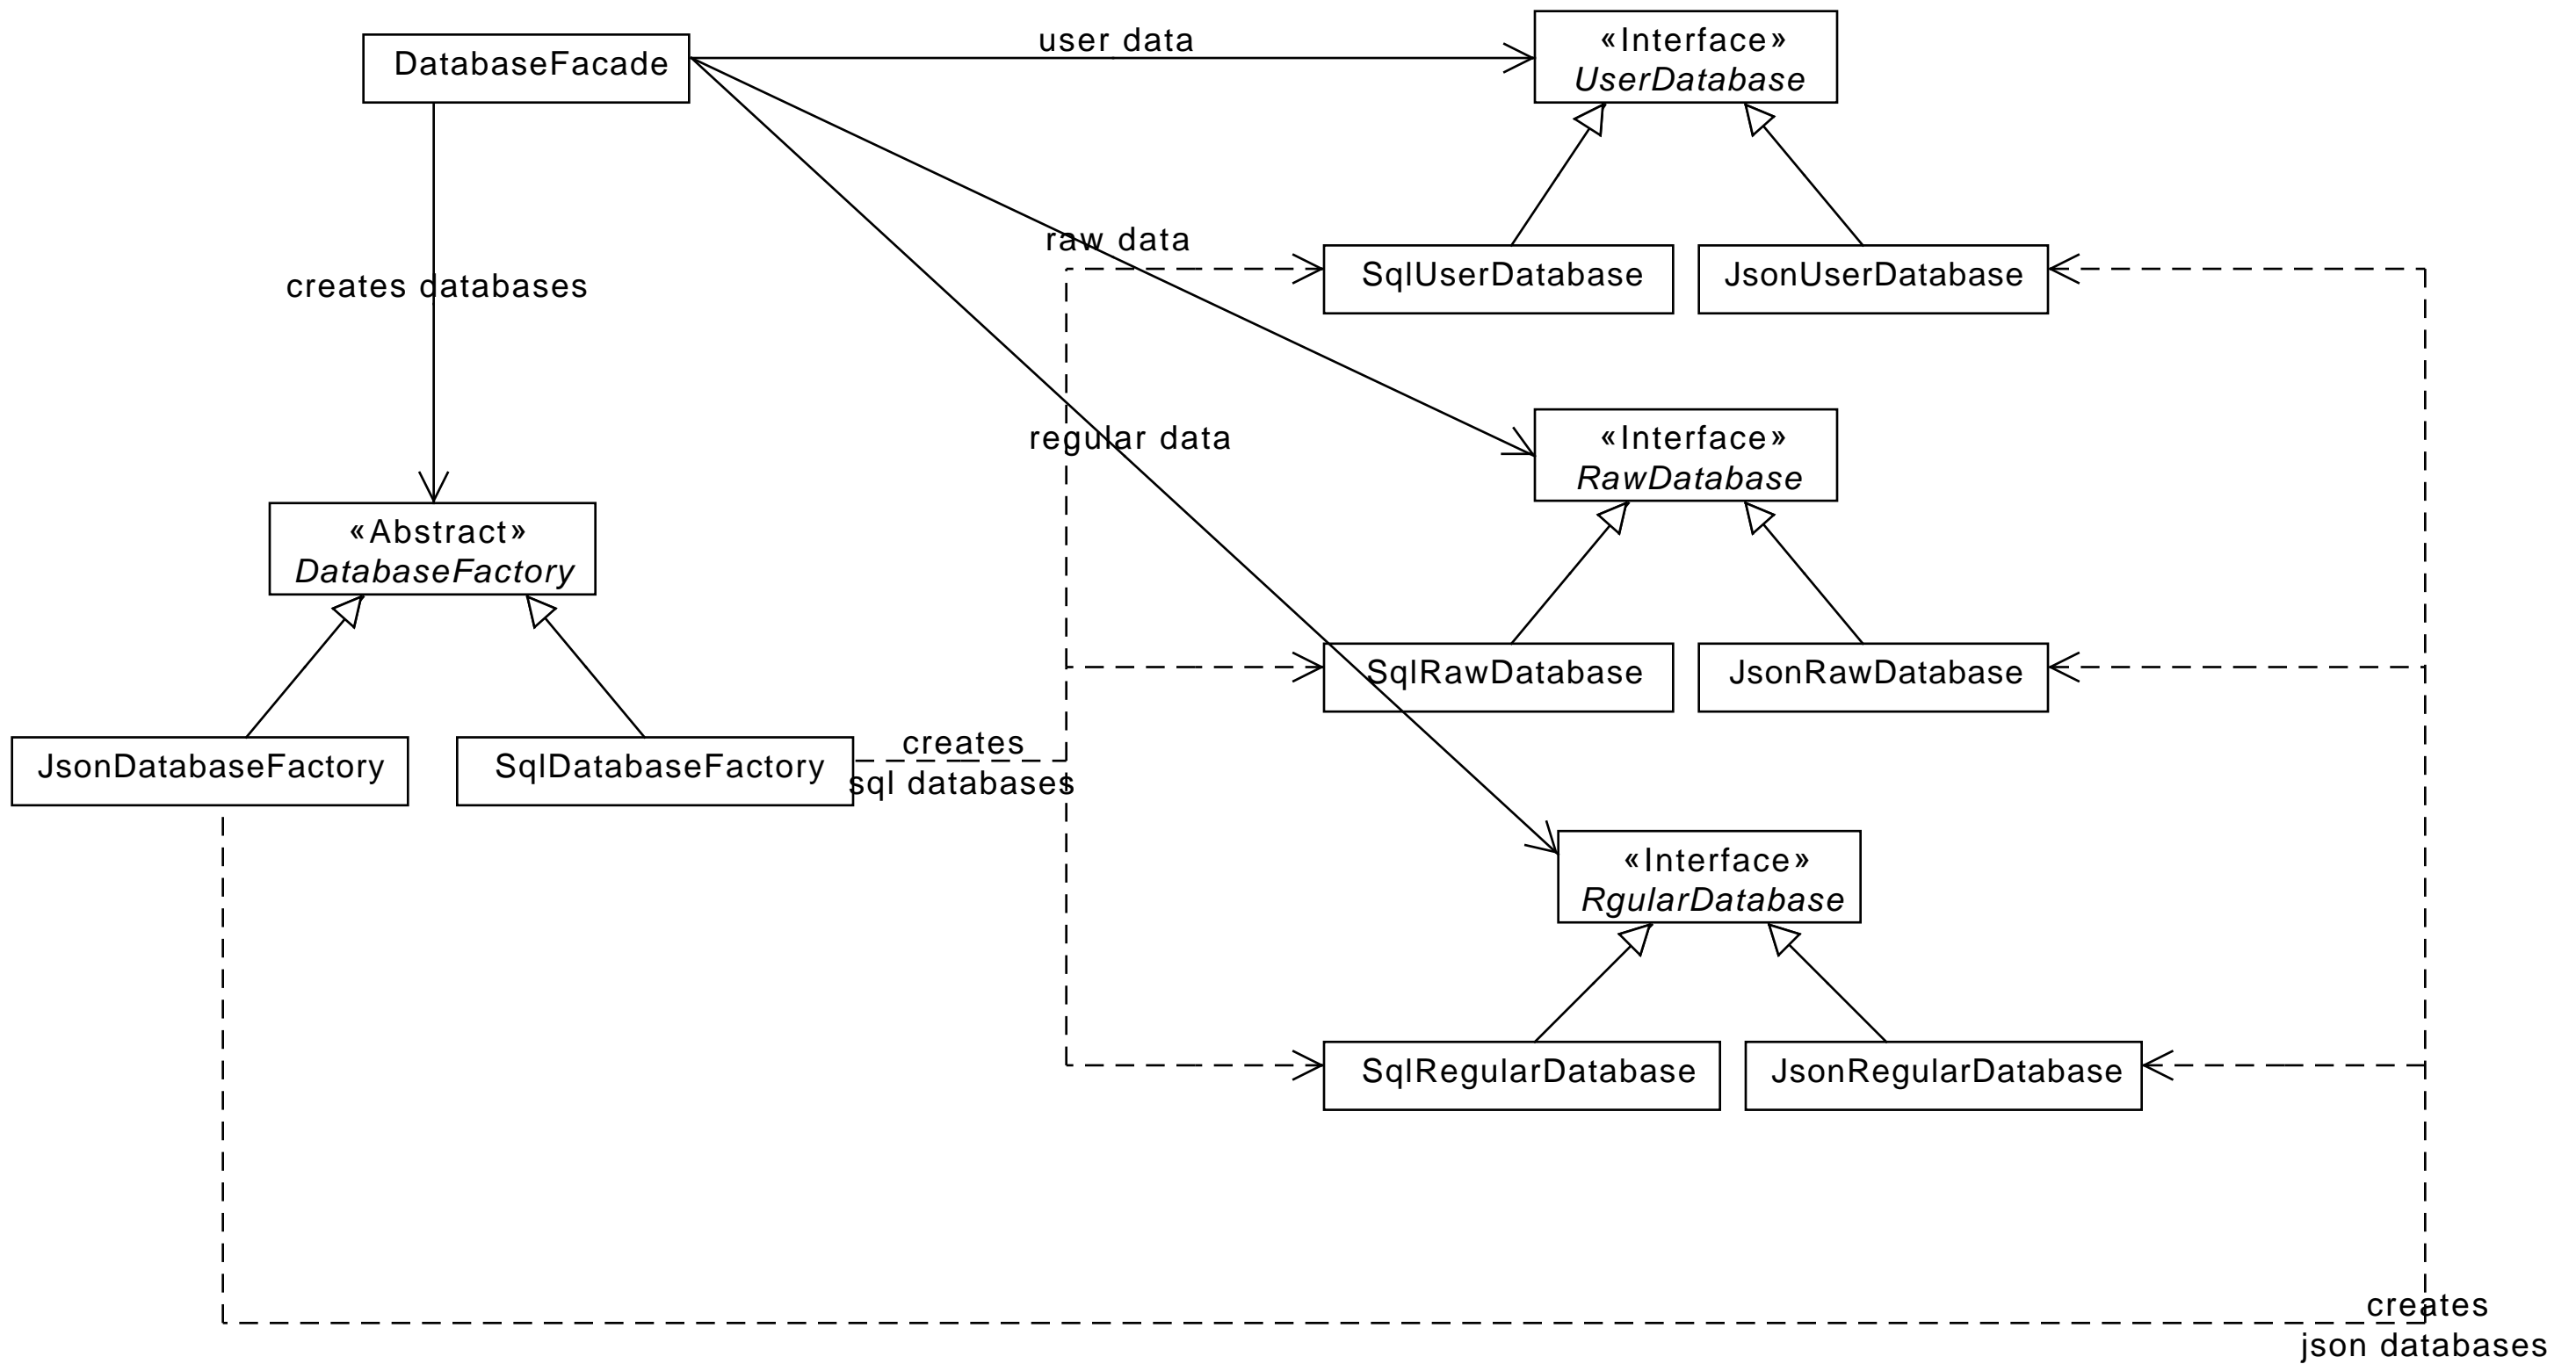 DatabaseFacade
user data
«Interface»
UserDatabase
raw data
creates databases
SqlUserDatabase
JsonUserDatabase
regular data
«Interface»
RawDatabase
«Abstract»
DatabaseFactory
SqlRawDatabase
JsonRawDatabase
JsonDatabaseFactory
SqlDatabaseFactory
creates
sql databases
«Interface»
RgularDatabase
SqlRegularDatabase
JsonRegularDatabase
creates
json databases